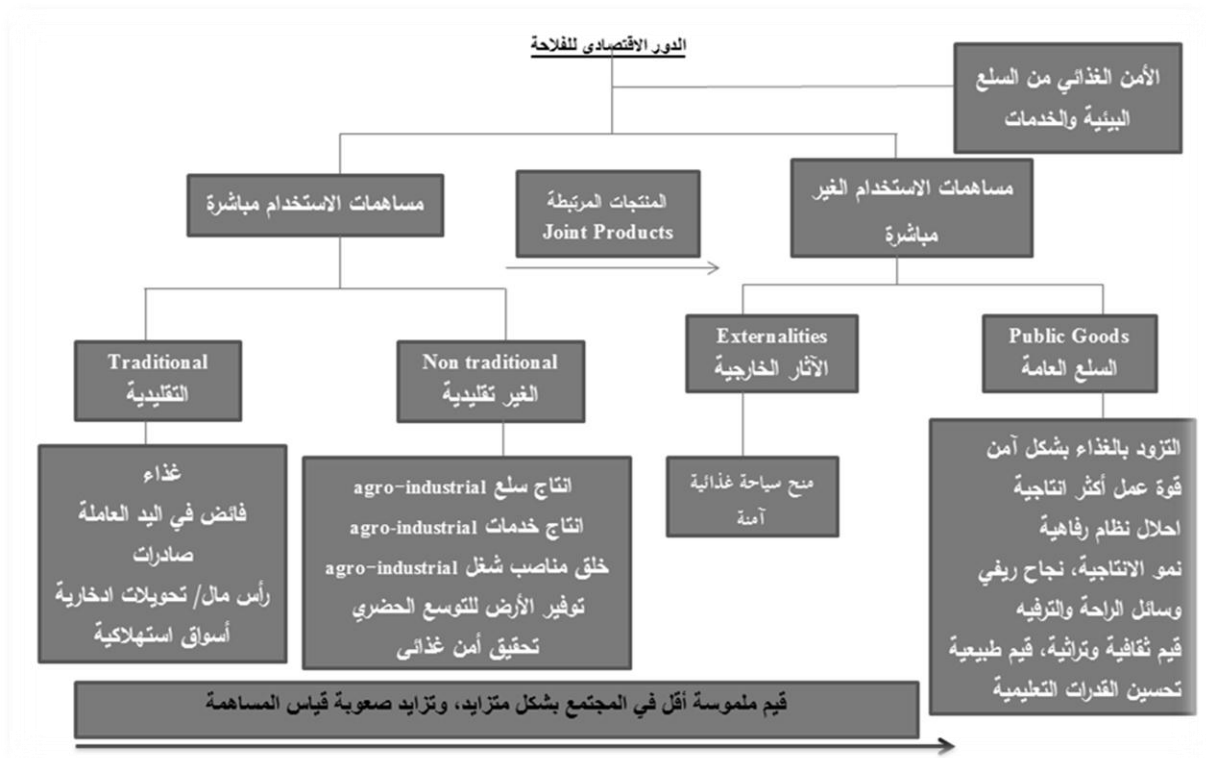 الدور الاقتصادي للفلاحة
الأمن الغذائي من السلع
البيئية والخدمات
مساهمات الاستخدام الغير
مباشرة
المنتجات المرتبطة
Joint Products
مساهمات الاستخدام مباشرة
Public Goods
السلع العامة
Externalities
الآثار الخارجية
Non traditional
الغير تقليدية
Traditional
التقليدية
التزود بالغذاء بشكل آمن
قوة عمل أكثر انتاجية
احلال نظام رفاهية
نمو الانتاجية، نجاح ريفي
وسائل الراحة والترفيه
قيم ثقافية وتراثية، قيم طبيعية
تحسين القدرات التعليمية
منح سياحة غذائية
آمنة
انتاج سلع agro-industrial
انتاج خدمات agro-industrial
خلق مناصب شغل agro-industrial
توفير الأرض للتوسع الحضري
تحقيق أمن غذائي
غذاء
فائض في اليد العاملة
صادرات
رأس مال/ تحويلات ادخارية
أسواق استهلاكية
قيم ملموسة أقل في المجتمع بشكل متزايد، وتزايد صعوبة قياس المساهمة